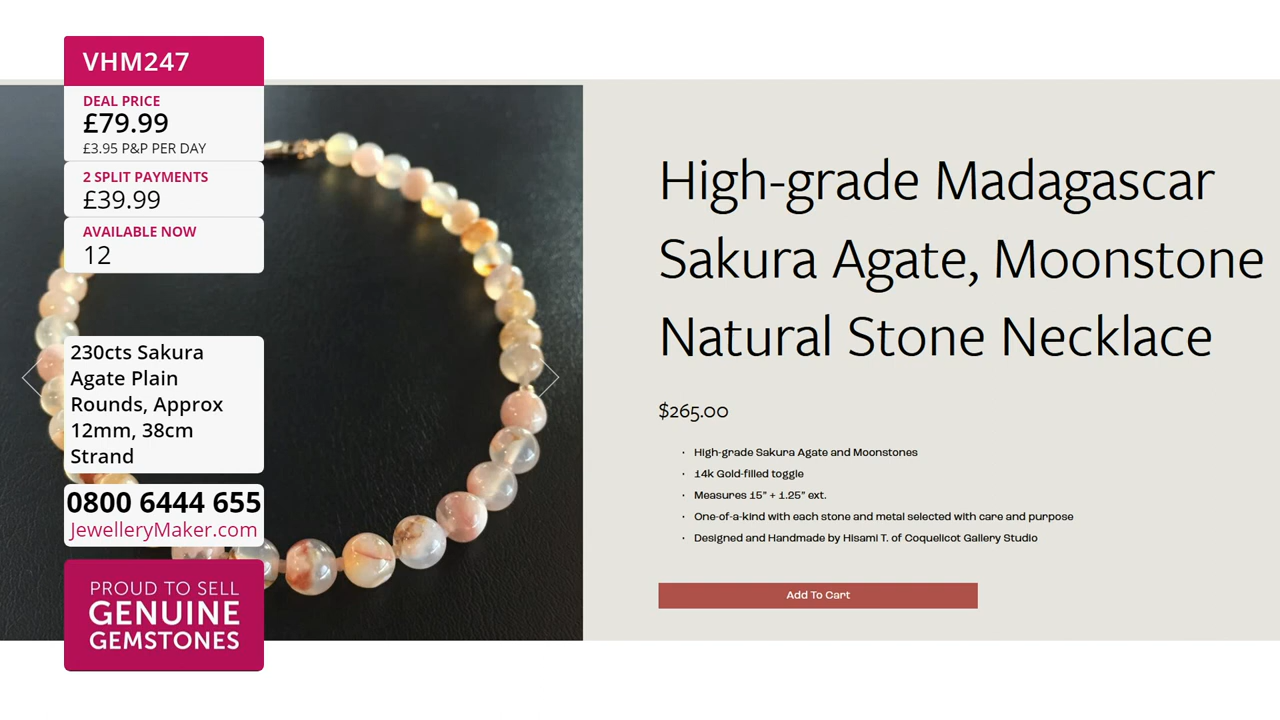 VHM247
DEAL PRICE
£79.99
£3.95 P&P PER DAY
2 SPLIT PAYMENTS
£39.99
AVAILABLE NOW
12
230cts Sakura
Agate Plain
Rounds, Approx
12mm, 38cm
Strand
0800 6444 655
JewelleryMaker.com
PROUD TO SELL
GENUINE
GEMSTONES
High-grade Madagascar
Sakura Agate, Moonstone
Natural Stone Necklace
$265.00
· High-grade Sakura Agate and Moonstones
· 14k Gold-filled toggle
· Measures 15” + 1.25” ext.
· One-of-a-kind with each stone and metal selected with care and purpose
· Designed and Handmade by Hisami T. of Coquelicot Gallery Studio
Add To Cart